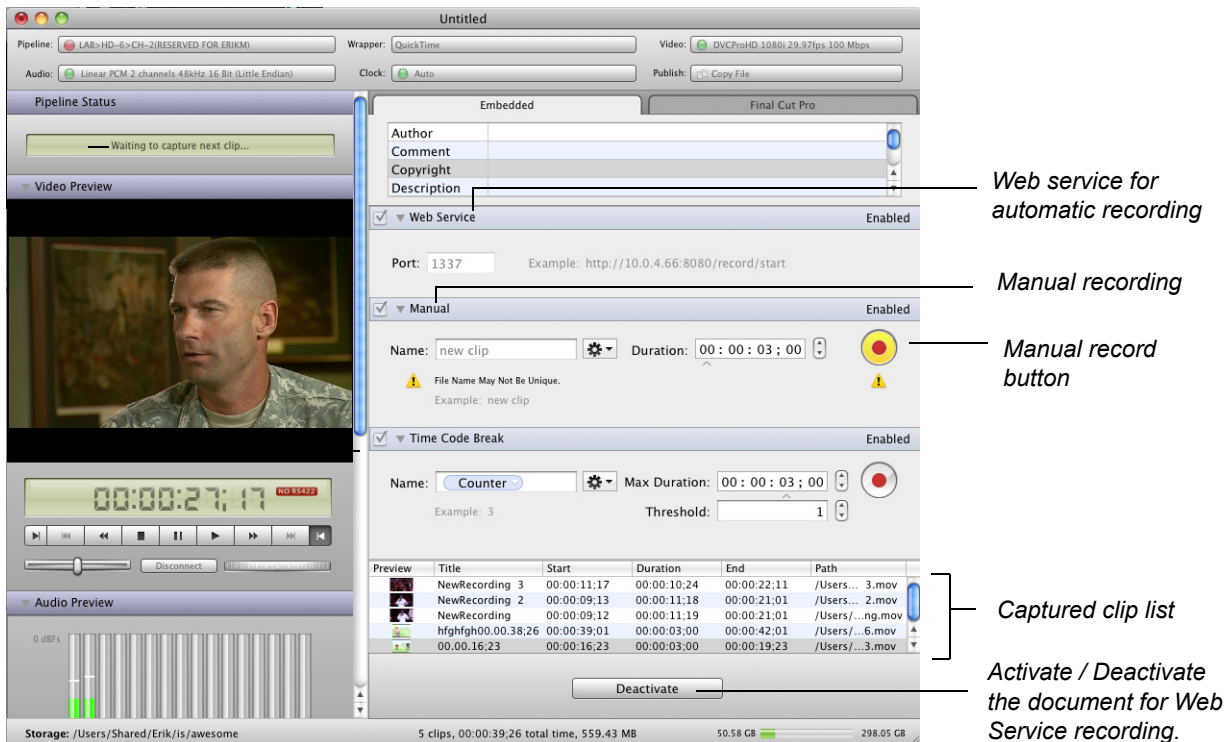 Untitled
Pipeline: LAB>HD-6>CH-2(RESERVED FOR ERIKM) Wrapper: QuickTime Video: DVCProHD 1080i 29.97fps 100 Mbps
Audio: Linear PCM 2 channels 48kHz 16 Bit (Little Endian) Clock: Auto Publish: Copy File
Pipeline Status
Waiting to capture next clip...
Video Preview
00:00:27;17 NO RS422
Disconnect
Audio Preview
0 dBFs
Embedded Final Cut Pro
Author
Comment
Copyright
Description
Web Service Enabled
Port: 1337 Example: http://10.0.4.66:8080/record/start
Manual Enabled
Name: new clip Duration: 00 : 00 : 03 ; 00
File Name May Not Be Unique.
Example: new clip
Time Code Break Enabled
Name: Counter Max Duration: 00 : 00 : 03 ; 00
Example: 3 Threshold: 1
Preview Title Start Duration End Path
NewRecording 3 00:00:11;17 00:00:10;24 00:00:22;11 /Users... 3.mov
NewRecording 2 00:00:09;13 00:00:11;18 00:00:21;01 /Users... 2.mov
NewRecording 00:00:09;12 00:00:11;19 00:00:21;01 /Users/...ng.mov
hfghfgh00.00.38;26 00:00:39;01 00:00:03;00 00:00:42;01 /Users/...6.mov
00.00.16;23 00:00:16;23 00:00:03;00 00:00:19;23 /Users/...3.mov
Deactivate
Storage: /Users/Shared/Erik/is/awesome 5 clips, 00:00:39;26 total time, 559.43 MB 50.58 GB 298.05 GB
Web service for
automatic recording
Manual recording
Manual record
button
Captured clip list
Activate / Deactivate
the document for Web
Service recording.